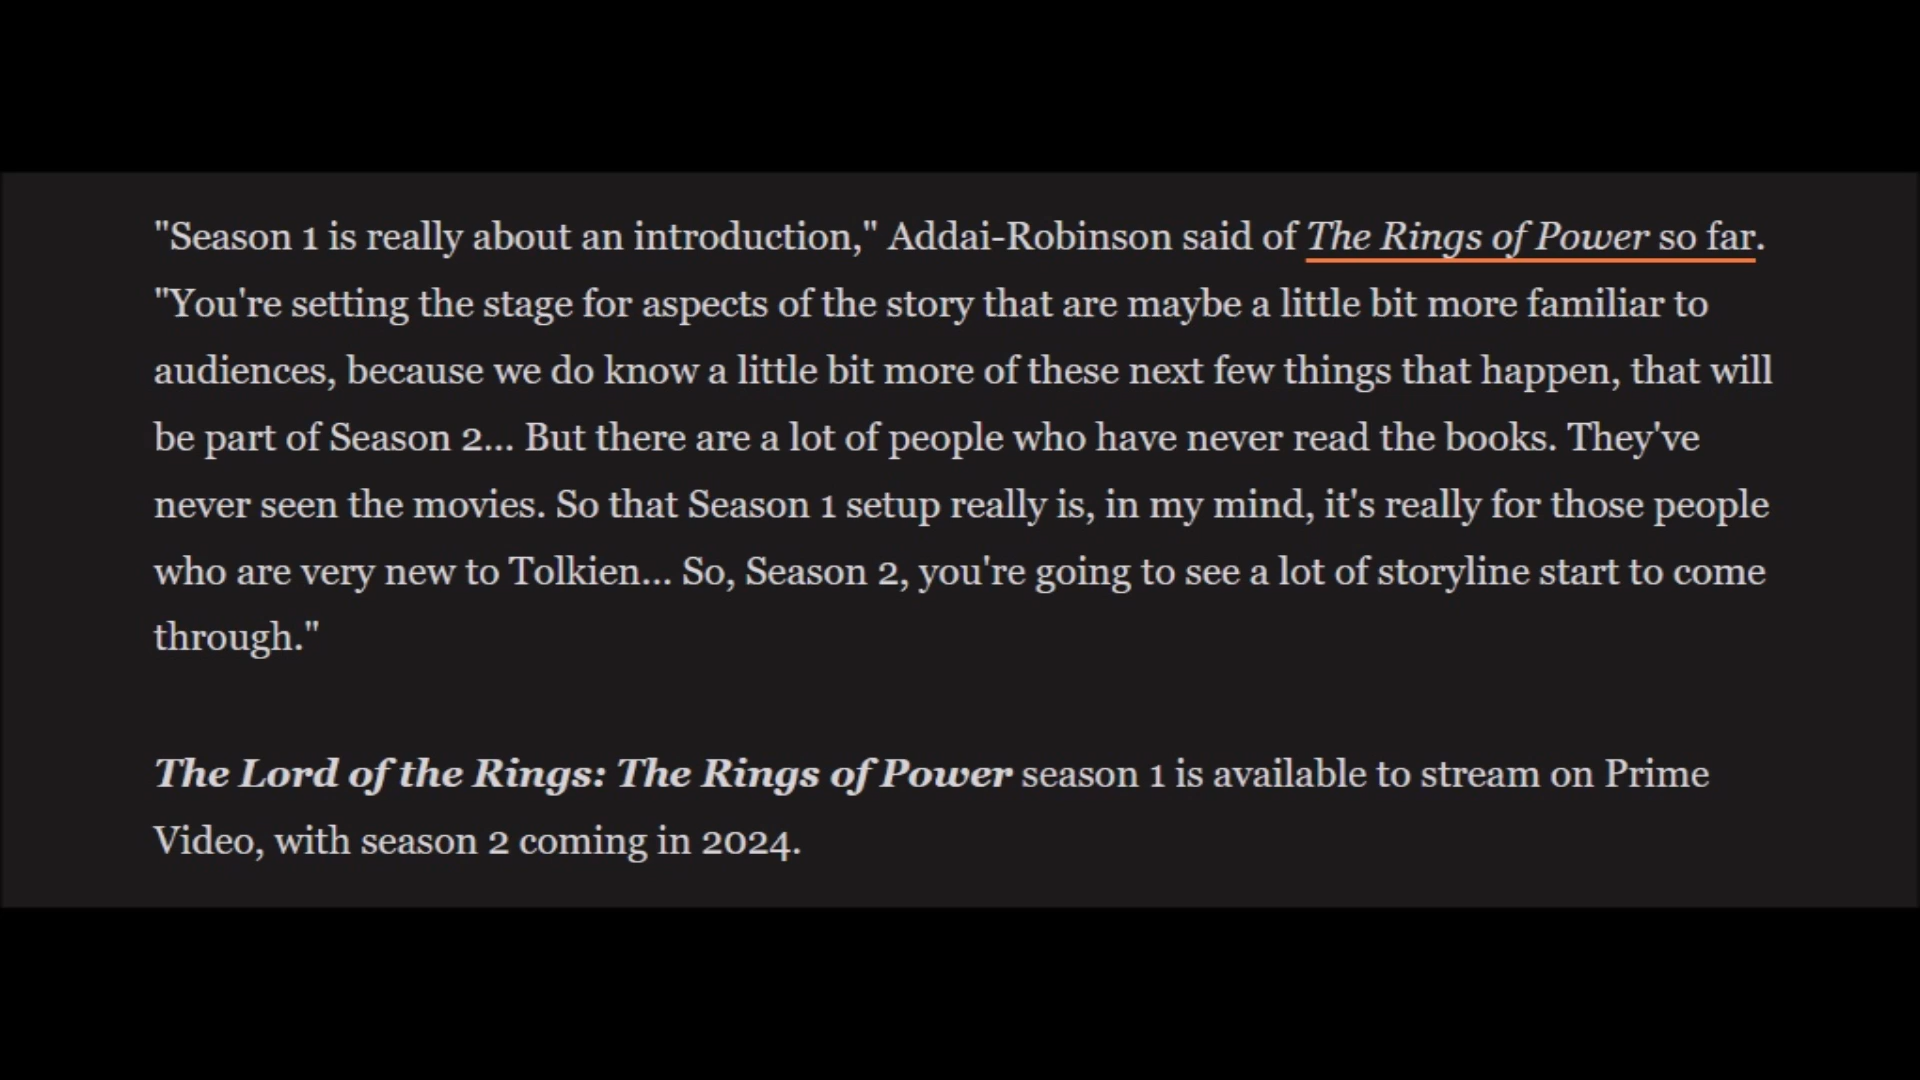 "Season 1 is really about an introduction," Addai-Robinson said of The Rings of Power so far.
"You're setting the stage for aspects of the story that are maybe a little bit more familiar to
audiences, because we do know a little bit more of these next few things that happen, that will
be part of Season 2... But there are a lot of people who have never read the books. They've
never seen the movies. So that Season 1 setup really is, in my mind, it's really for those people
who are very new to Tolkien... So, Season 2, you're going to see a lot of storyline start to come
through."
The Lord of the Rings: The Rings of Power season 1 is available to stream on Prime
Video, with season 2 coming in 2024.